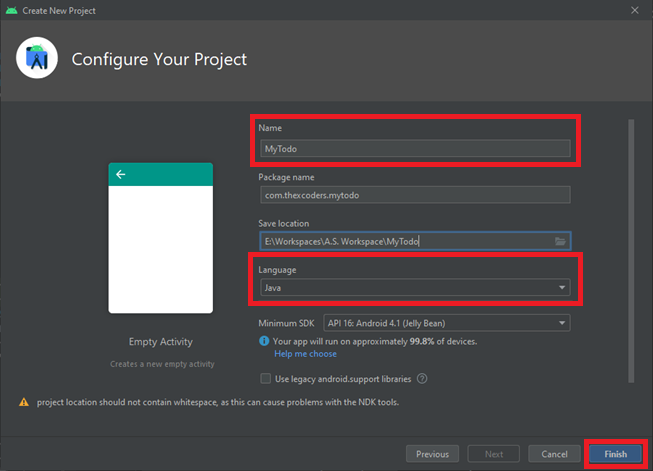 Create New Project
Configure Your Project
Name
MyTodo
Package name
com.thexcoders.mytodo
Save location
E:\Workspaces\A.S. Workspace\MyTodo
Language
Java
Minimum SDK API 16: Android 4.1 (Jelly Bean)
Your app will run on approximately 99.8% of devices.
Help me choose
Use legacy android.support libraries
Empty Activity
Creates a new empty activity
project location should not contain whitespace, as this can cause problems with the NDK tools.
Previous Next Cancel Finish